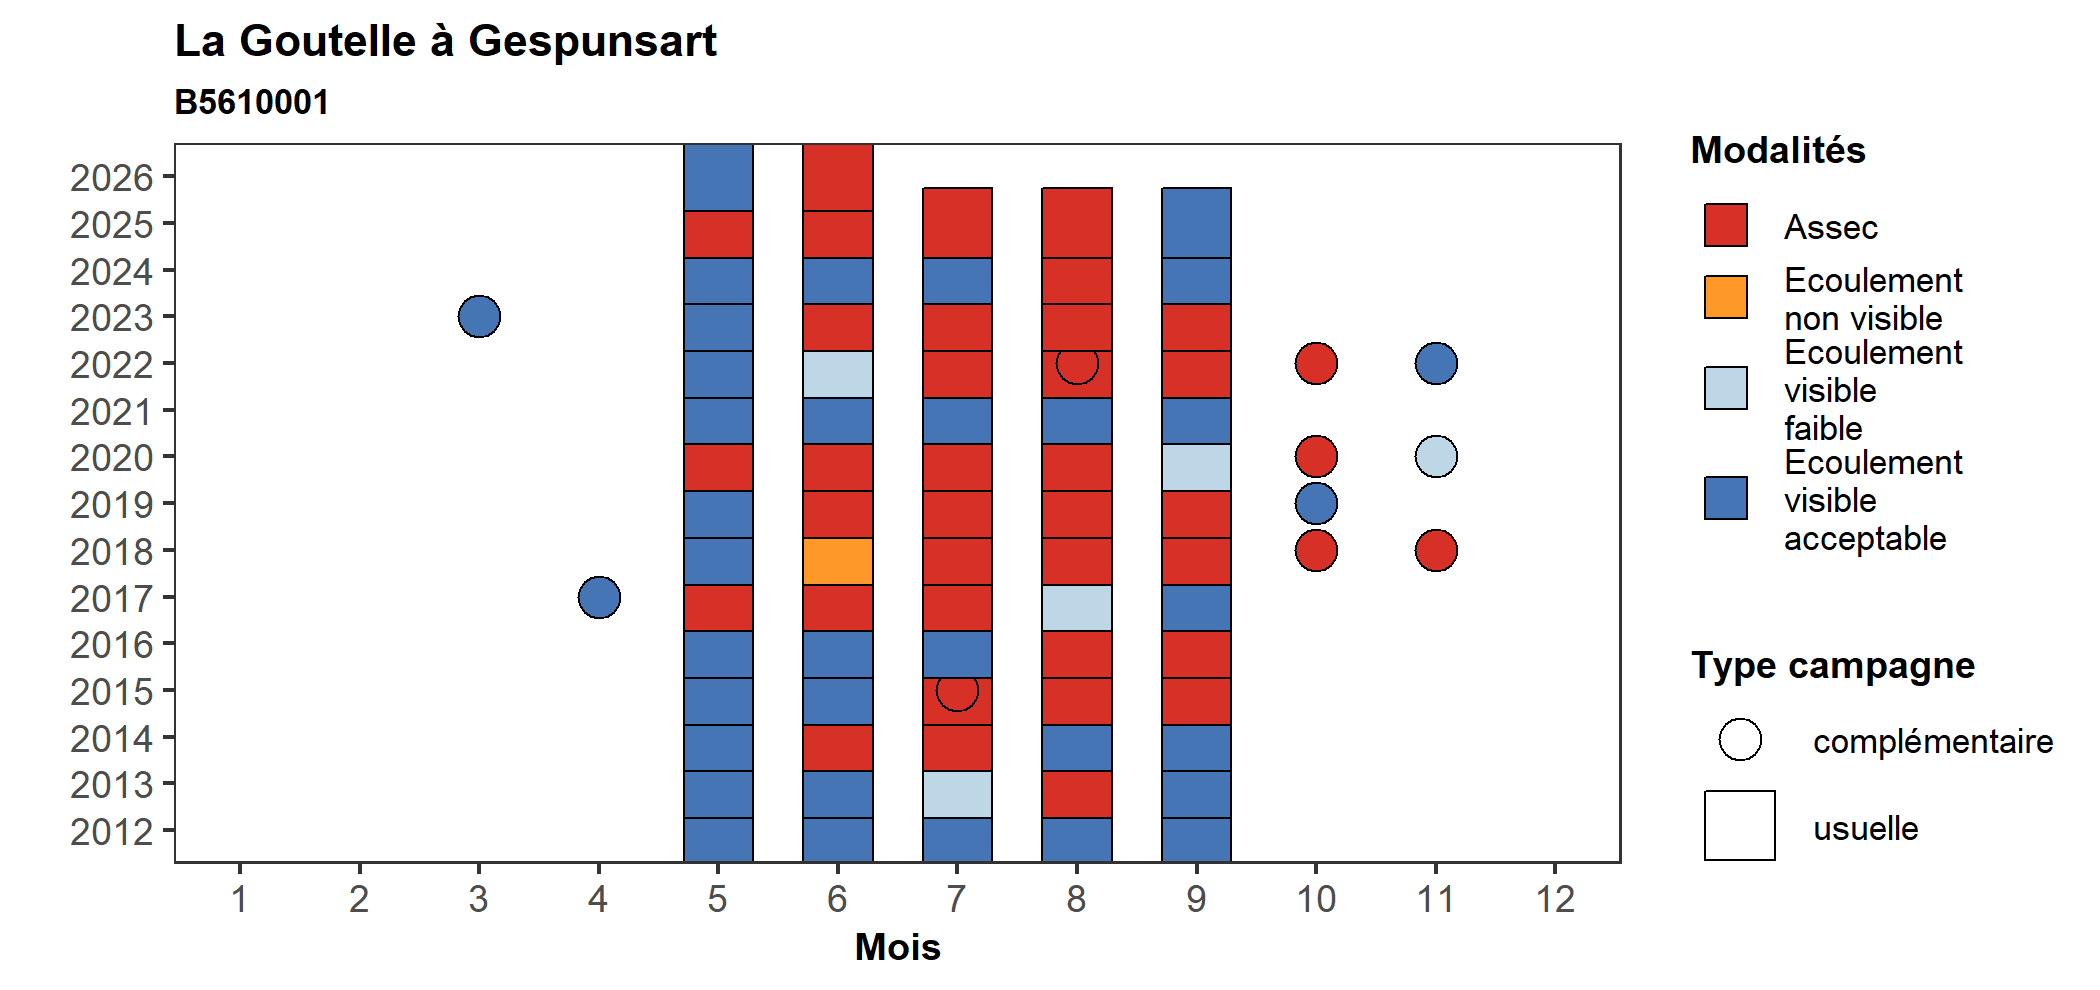 La Goutelle à Gespunsart
B5610001
2026
2025
2024
2023
2022
2021
2020
2019
2018
2017
2016
2015
2014
2013
2012
1 2 3 4 5 6 7 8 9 10 11 12
Mois
Modalités
Assec
Ecoulement
non visible
Ecoulement
visible
faible
Ecoulement
visible
acceptable
Type campagne
complémentaire
usuelle